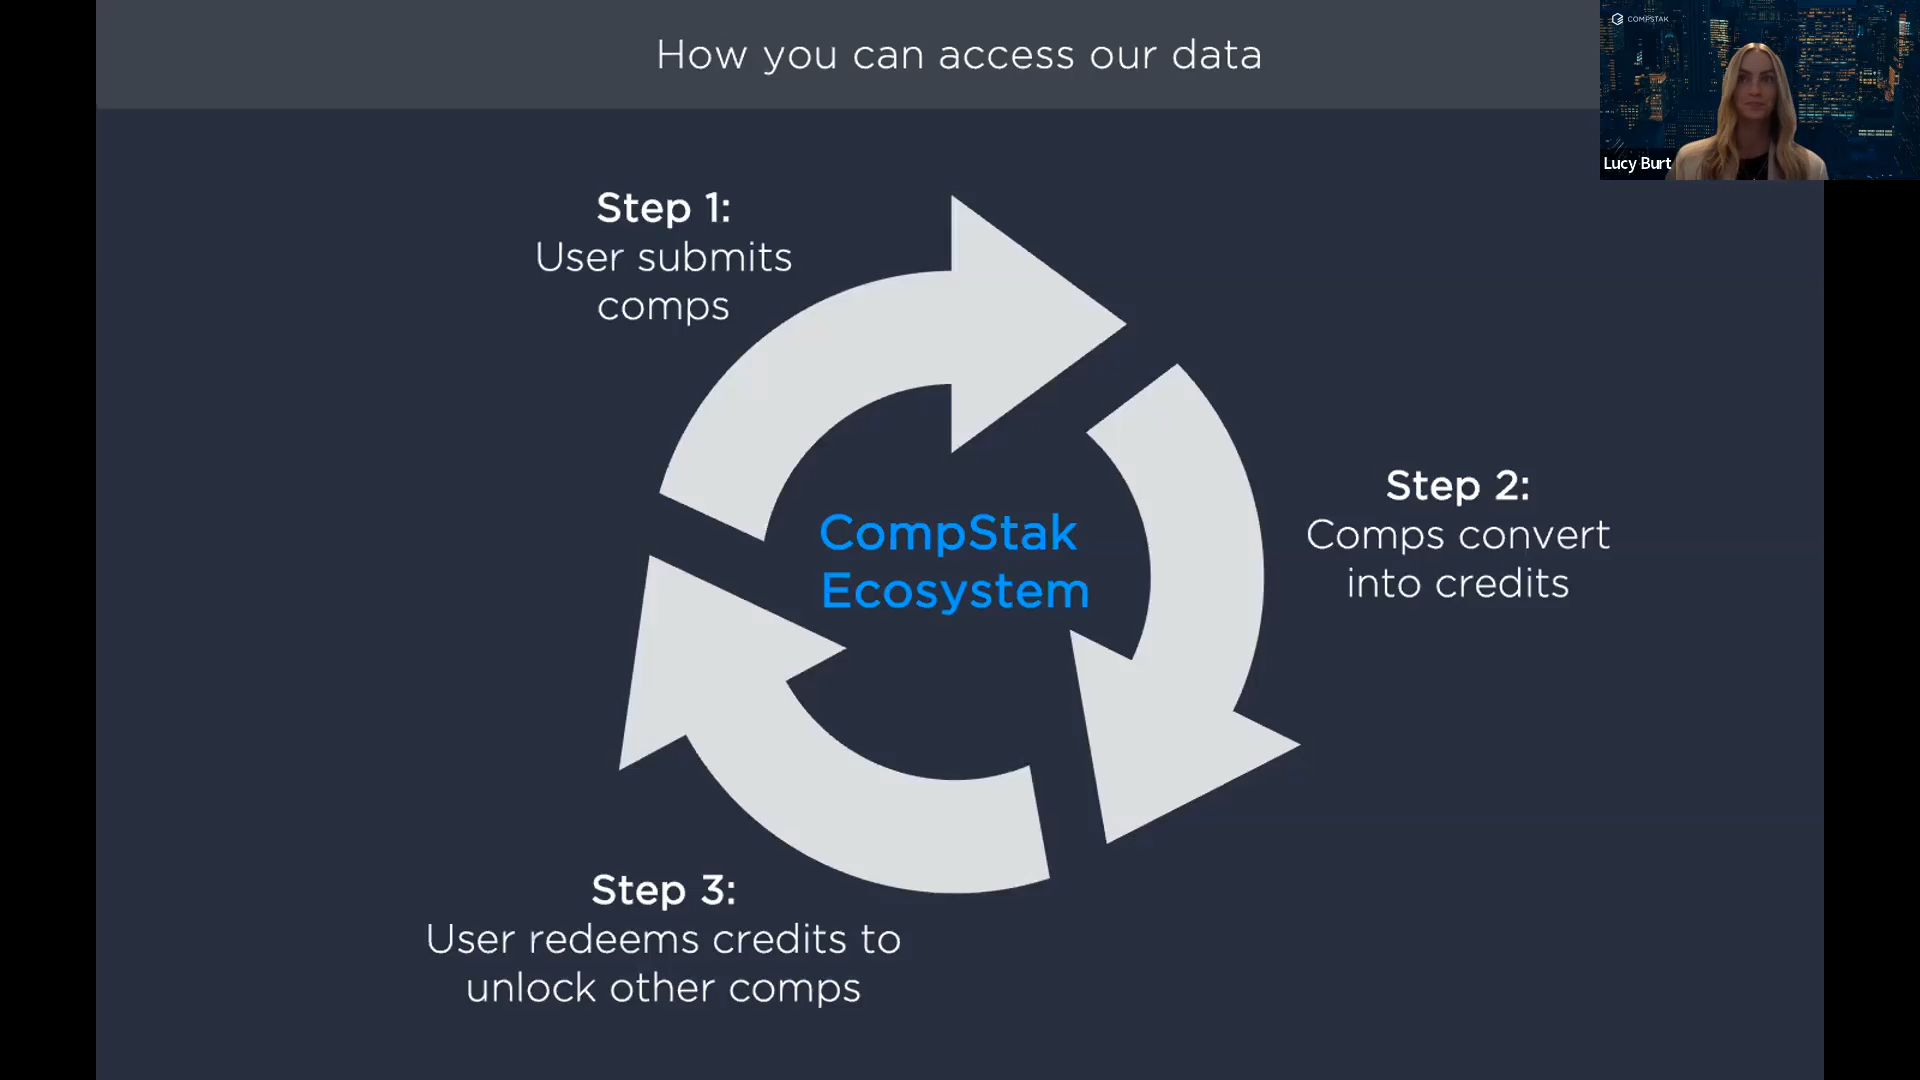 How you can access our data
COMPSTAK
Lucy Burt
Step 1:
User submits
comps
Step 2:
Comps convert
into credits
CompStak
Ecosystem
Step 3:
User redeems credits to
unlock other comps